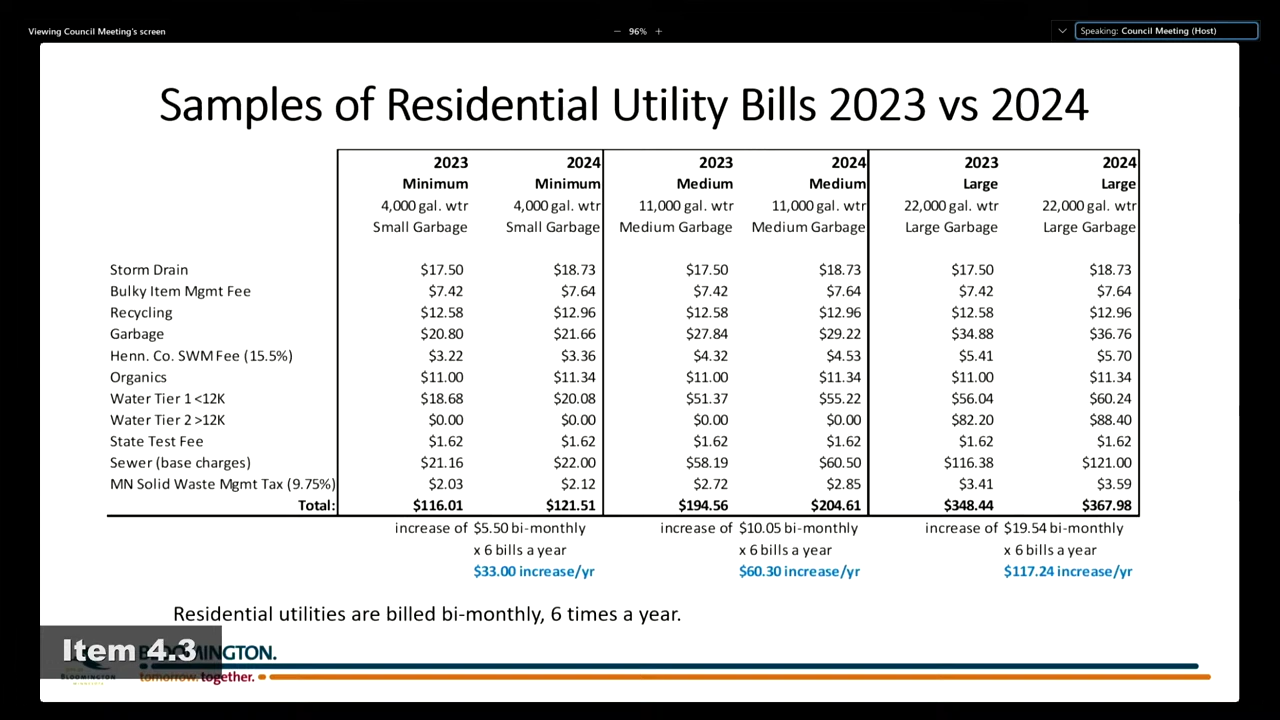 Viewing Council Meeting's screen
96%
Speaking: Council Meeting (Host)
Samples of Residential Utility Bills 2023 vs 2024
2023 2024 2023 2024 2023 2024
Minimum Minimum Medium Medium Large Large
4,000 gal. wtr 4,000 gal. wtr 11,000 gal. wtr 11,000 gal. wtr 22,000 gal. wtr 22,000 gal. wtr
Small Garbage Small Garbage Medium Garbage Medium Garbage Large Garbage Large Garbage
Storm Drain $17.50 $18.73 $17.50 $18.73 $17.50 $18.73
Bulky Item Mgmt Fee $7.42 $7.64 $7.42 $7.64 $7.42 $7.64
Recycling $12.58 $12.96 $12.58 $12.96 $12.58 $12.96
Garbage $20.80 $21.66 $27.84 $29.22 $34.88 $36.76
Henn. Co. SWM Fee (15.5%) $3.22 $3.36 $4.32 $4.53 $5.41 $5.70
Organics $11.00 $11.34 $11.00 $11.34 $11.00 $11.34
Water Tier 1 <12K $18.68 $20.08 $51.37 $55.22 $56.04 $60.24
Water Tier 2 >12K $0.00 $0.00 $0.00 $0.00 $82.20 $88.40
State Test Fee $1.62 $1.62 $1.62 $1.62 $1.62 $1.62
Sewer (base charges) $21.16 $22.00 $58.19 $60.50 $116.38 $121.00
MN Solid Waste Mgmt Tax (9.75%) $2.03 $2.12 $2.72 $2.85 $3.41 $3.59
Total: $116.01 $121.51 $194.56 $204.61 $348.44 $367.98
increase of $5.50 bi-monthly increase of $10.05 bi-monthly increase of $19.54 bi-monthly
x 6 bills a year x 6 bills a year x 6 bills a year
$33.00 increase/yr $60.30 increase/yr $117.24 increase/yr
Residential utilities are billed bi-monthly, 6 times a year.
Item 4.3
BLOOMINGTON.
tomorrow. together.
BLOOMINGTON